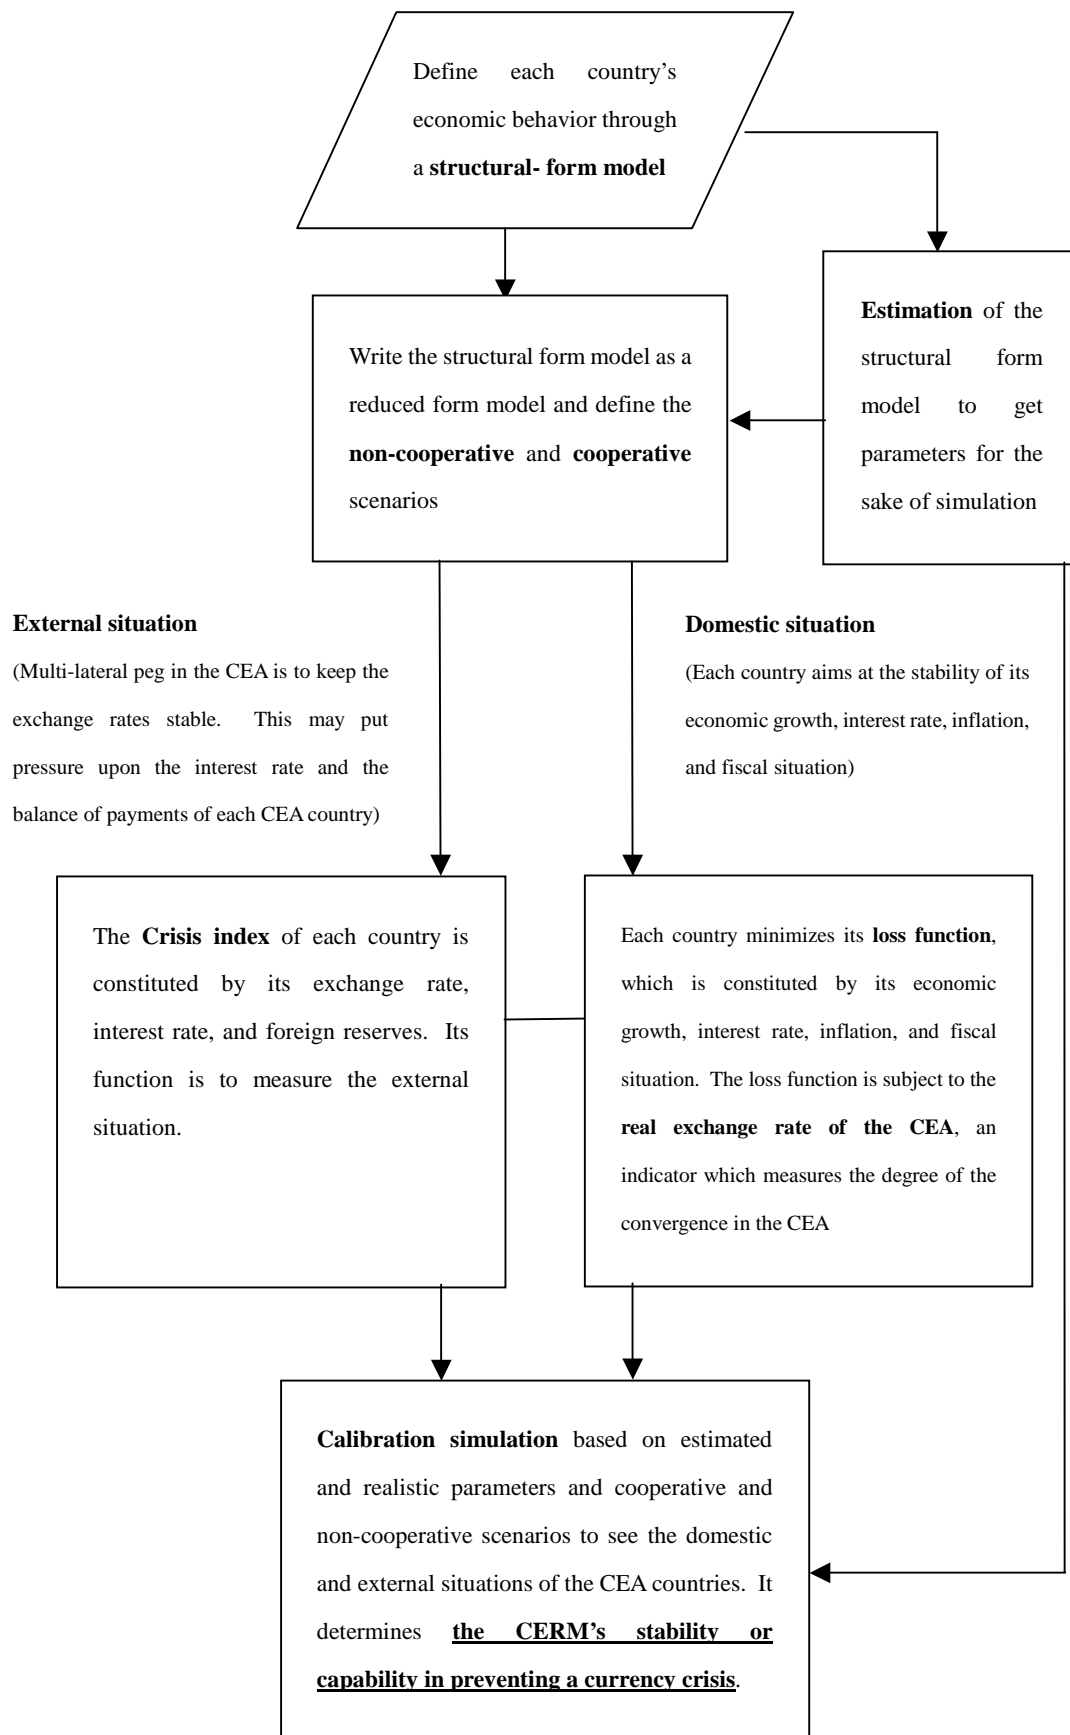 Define each country's
economic behavior through
a structural- form model
Write the structural form model as a
reduced form model and define the
non-cooperative and cooperative
scenarios
Estimation of the
structural form
model to get
parameters for the
sake of simulation
External situation
(Multi-lateral peg in the CEA is to keep the
exchange rates stable. This may put
pressure upon the interest rate and the
balance of payments of each CEA country)
Domestic situation
(Each country aims at the stability of its
economic growth, interest rate, inflation,
and fiscal situation)
The Crisis index of each country is
constituted by its exchange rate,
interest rate, and foreign reserves. Its
function is to measure the external
situation.
Each country minimizes its loss function,
which is constituted by its economic
growth, interest rate, inflation, and fiscal
situation. The loss function is subject to the
real exchange rate of the CEA, an
indicator which measures the degree of the
convergence in the CEA
Calibration simulation based on estimated
and realistic parameters and cooperative and
non-cooperative scenarios to see the domestic
and external situations of the CEA countries. It
determines the CERM's stability or
capability in preventing a currency crisis.